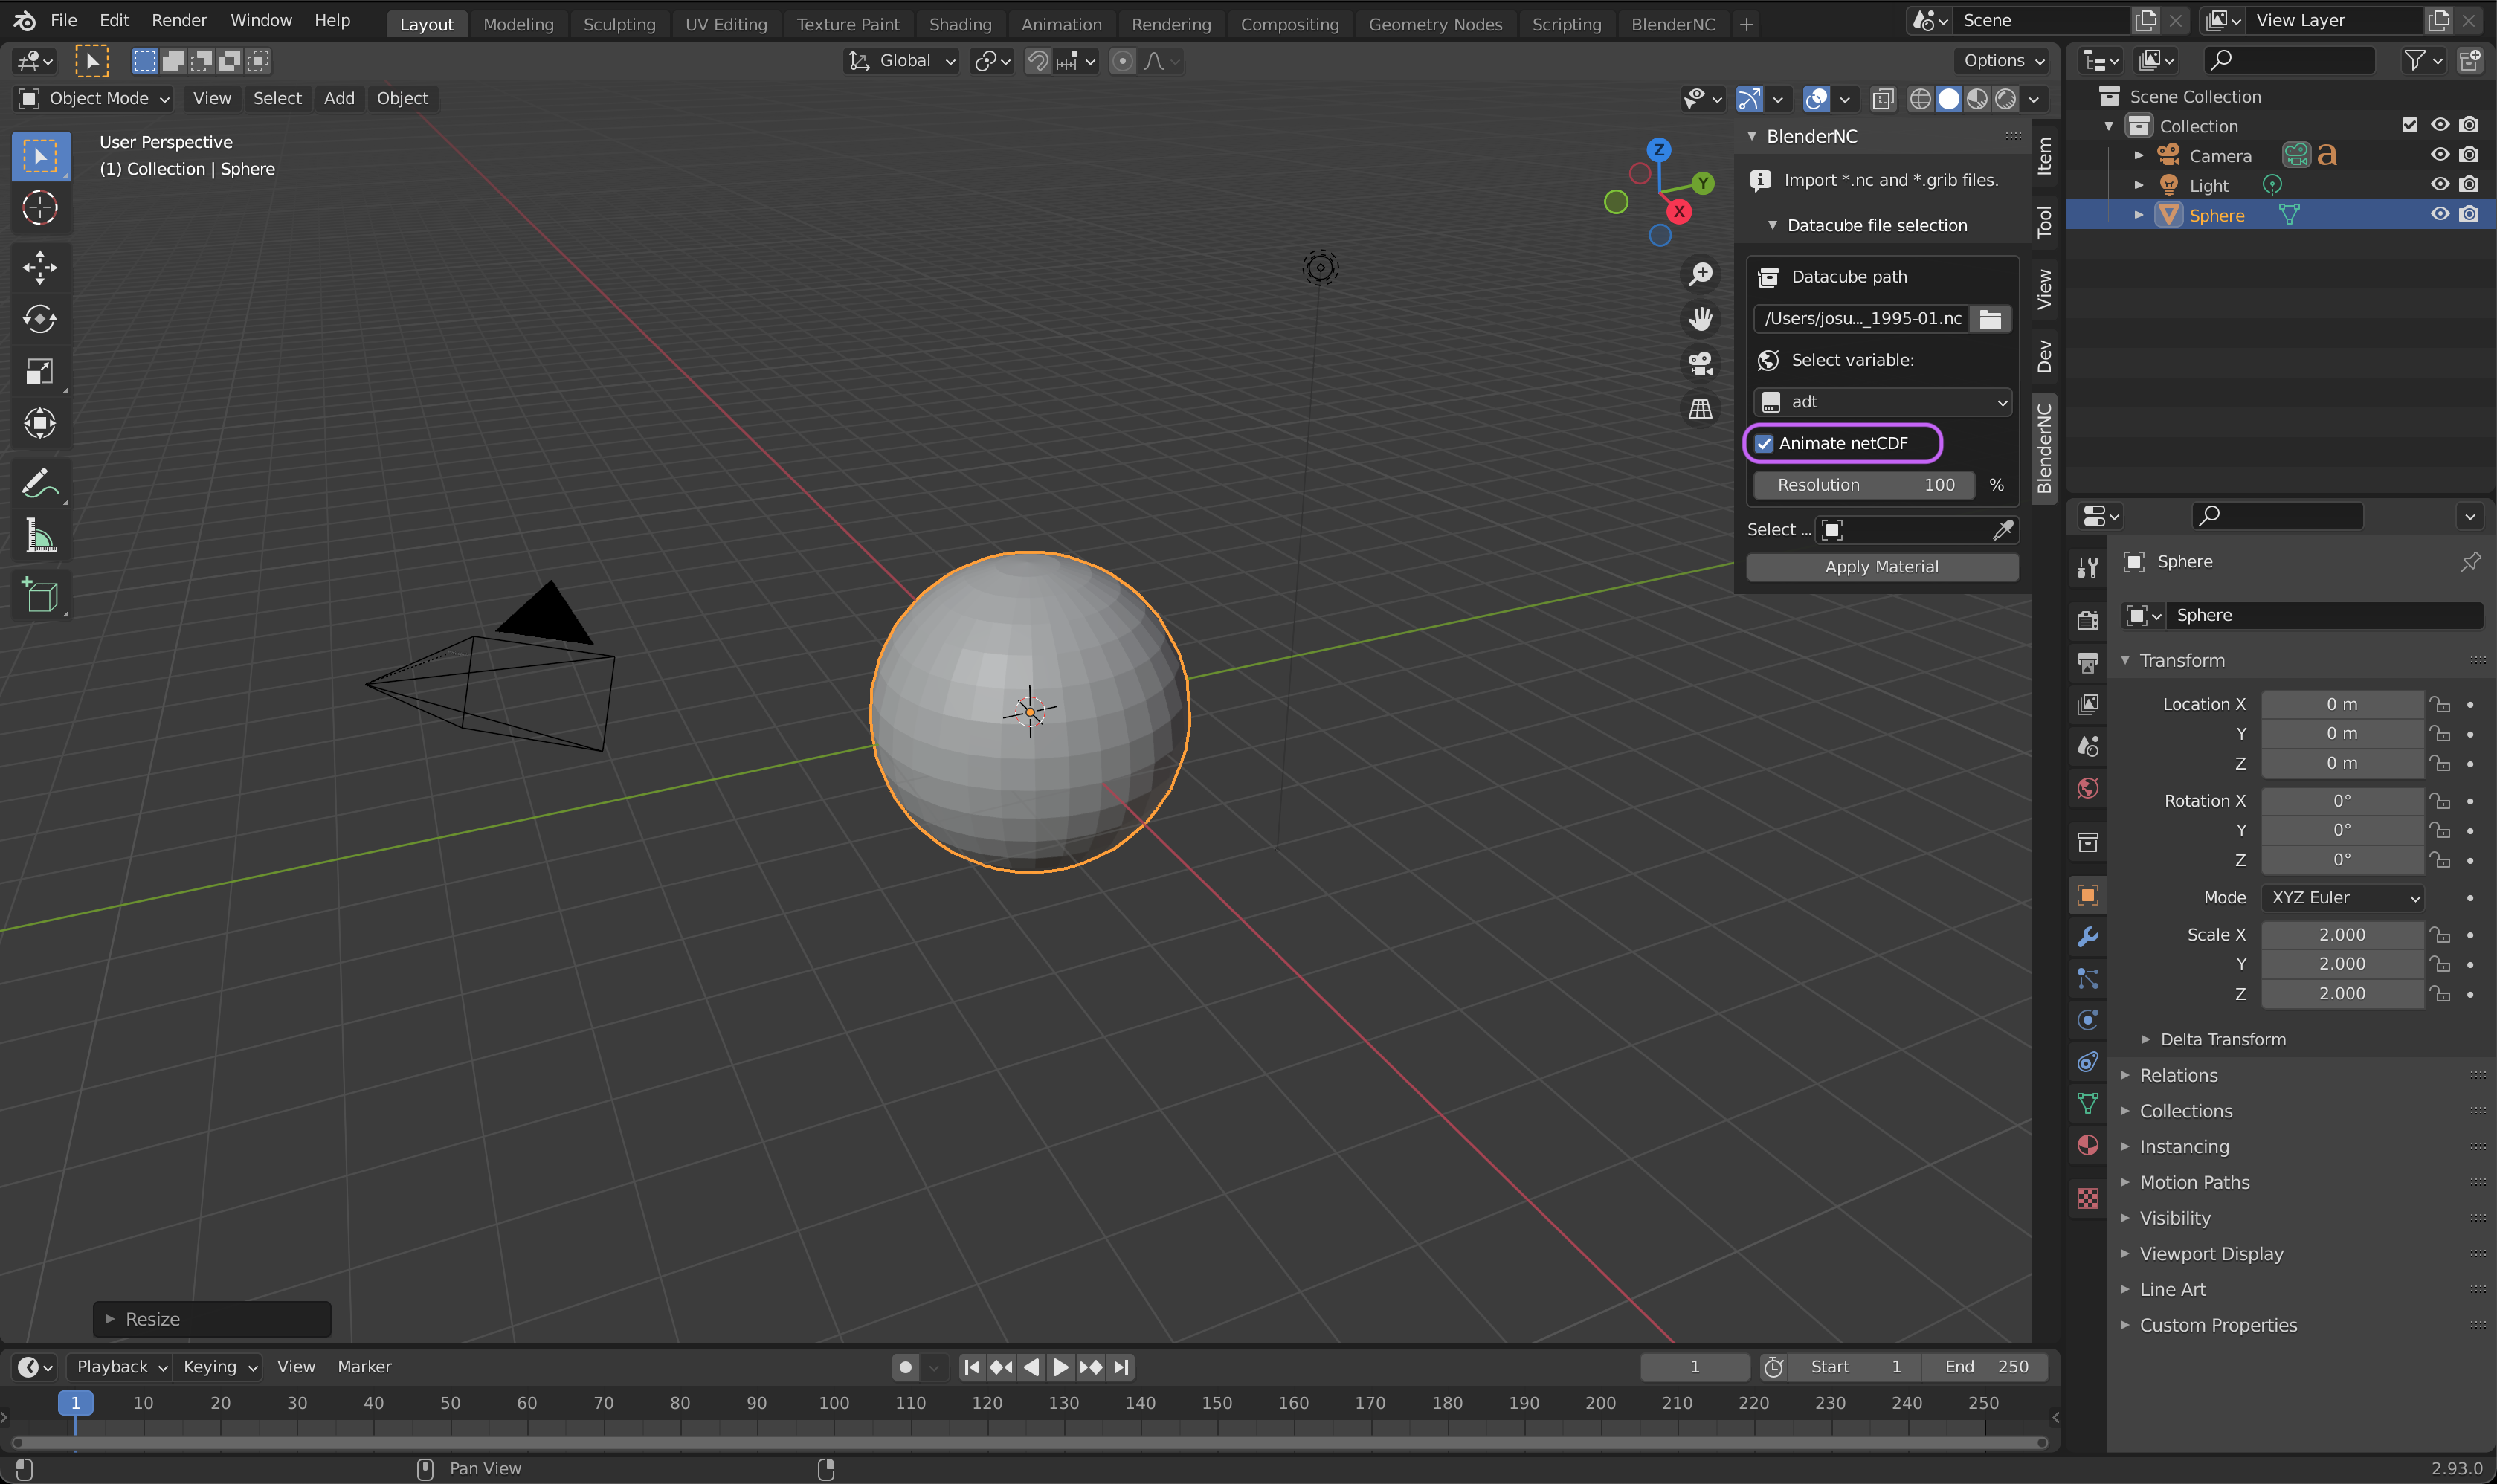 File Edit Render Window Help Layout Modeling Sculpting UV Editing Texture Paint Shading Animation Rendering Compositing Geometry Nodes Scripting BlenderNC + Scene View Layer
Global Options
Object Mode View Select Add Object
User Perspective
(1) Collection | Sphere
Z
Y
X
BlenderNC
Import *.nc and *.grib files.
Datacube file selection
Datacube path
/Users/josu..._1995-01.nc
Select variable:
adt
Animate netCDF
Resolution 100 %
Select ...
Apply Material
Item
Tool
View
Dev
BlenderNC
Scene Collection
Collection
Camera
Light
Sphere
Sphere
Sphere
Transform
Location X 0 m
Y 0 m
Z 0 m
Rotation X 0°
Y 0°
Z 0°
Mode XYZ Euler
Scale X 2.000
Y 2.000
Z 2.000
Delta Transform
Relations
Collections
Instancing
Motion Paths
Visibility
Viewport Display
Line Art
Custom Properties
Resize
Playback Keying View Marker 1 Start 1 End 250
1 10 20 30 40 50 60 70 80 90 100 110 120 130 140 150 160 170 180 190 200 210 220 230 240 250
Pan View 2.93.0